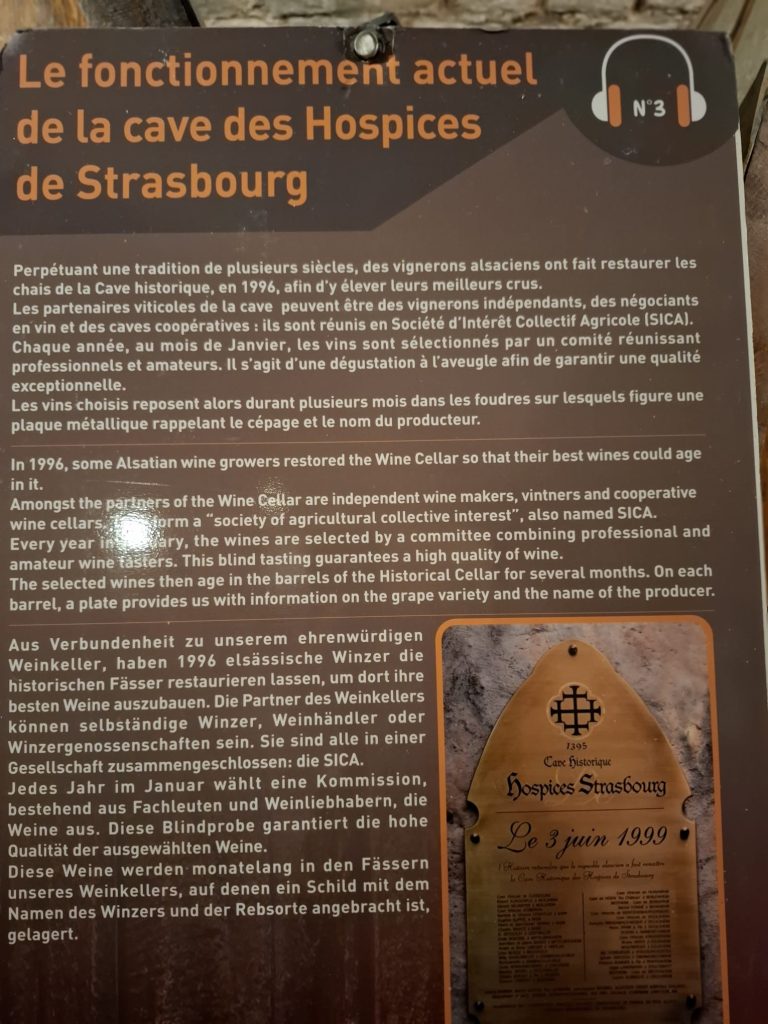 Le fonctionnement actuel
de la cave des Hospices
de Strasbourg
N°3
Perpétuant une tradition de plusieurs siècles, des vignerons alsaciens ont fait restaurer les
chais de la Cave historique, en 1996, afin d'y élever leurs meilleurs crus.
Les partenaires viticoles de la cave peuvent être des vignerons indépendants, des négociants
en vin et des caves coopératives : ils sont réunis en Société d'Intérêt Collectif Agricole (SICA).
Chaque année, au mois de Janvier, les vins sont sélectionnés par un comité réunissant
professionnels et amateurs. Il s'agit d'une dégustation à l'aveugle afin de garantir une qualité
exceptionnelle.
Les vins choisis reposent alors durant plusieurs mois dans les foudres sur lesquels figure une
plaque métallique rappelant le cépage et le nom du producteur.
In 1996, some Alsatian wine growers restored the Wine Cellar so that their best wines could age
in it.
Amongst the partners of the Wine Cellar are independent wine makers, vintners and cooperative
wine cellars, form a "society of agricultural collective interest", also named SICA.
Every year in the wines are selected by a committee combining professional and
amateur wine tasters. This blind tasting guarantees a high quality of wine.
The selected wines then age in the barrels of the Historical Cellar for several months. On each
barrel, a plate provides us with information on the grape variety and the name of the producer.
Aus Verbundenheit zu unserem ehrenwürdigen
Weinkeller, haben 1996 elsässische Winzer die
historischen Fässer restaurieren lassen, um dort ihre
besten Weine auszubauen. Die Partner des Weinkellers
können selbständige Winzer, Weinhändler oder
Winzergenossenschaften sein. Sie sind alle in einer
Gesellschaft zusammengeschlossen: die SICA.
Jedes Jahr im Januar wählt eine Kommission,
bestehend aus Fachleuten und Weinliebhabern, die
Weine aus. Diese Blindprobe garantiert die hohe
Qualität der ausgewählten Weine.
Diese Weine werden monatelang in den Fässern
unseres Weinkellers, auf denen ein Schild mit dem
Namen des Winzers und der Rebsorte angebracht ist,
gelagert.
1395
Cave Historique
Hospices Strasbourg
Le 3 juin 1999
la Cave Historique des Hospices de Strasbourg